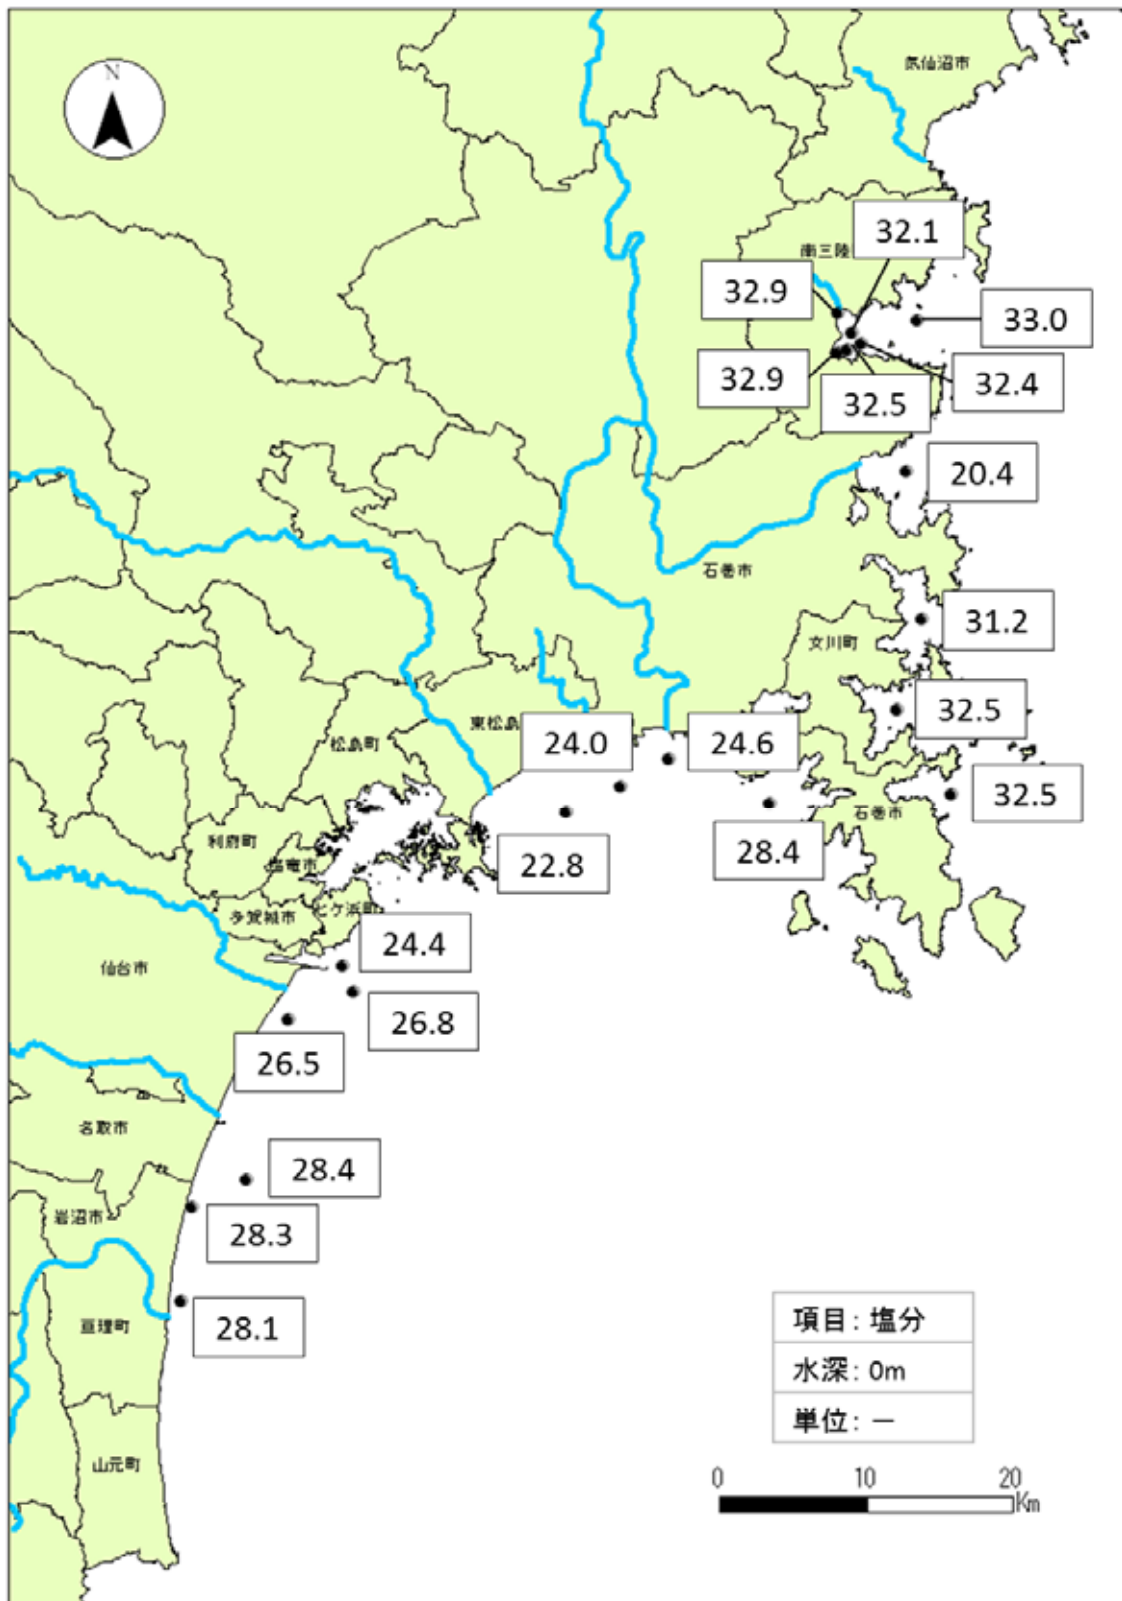 N
気仙沼市
32.1
南三陸
32.9
33.0
32.9
32.5
32.4
20.4
石巻市
31.2
女川町
32.5
東松島
24.0
24.6
松島町
32.5
石巻市
利府町
塩竈市
22.8
28.4
多賀城市
七ケ浜町
24.4
仙台市
26.8
26.5
名取市
28.4
岩沼市
28.3
亘理町
28.1
項目：塩分
水深：0m
単位：－
山元町
0 10 20
Km